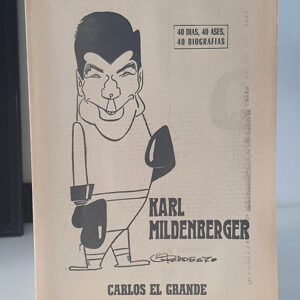 40 DIAS, 40 ASES,
40 BIOGRAFIAS
KARL
MILDENBERGER
CARLOS EL GRANDE